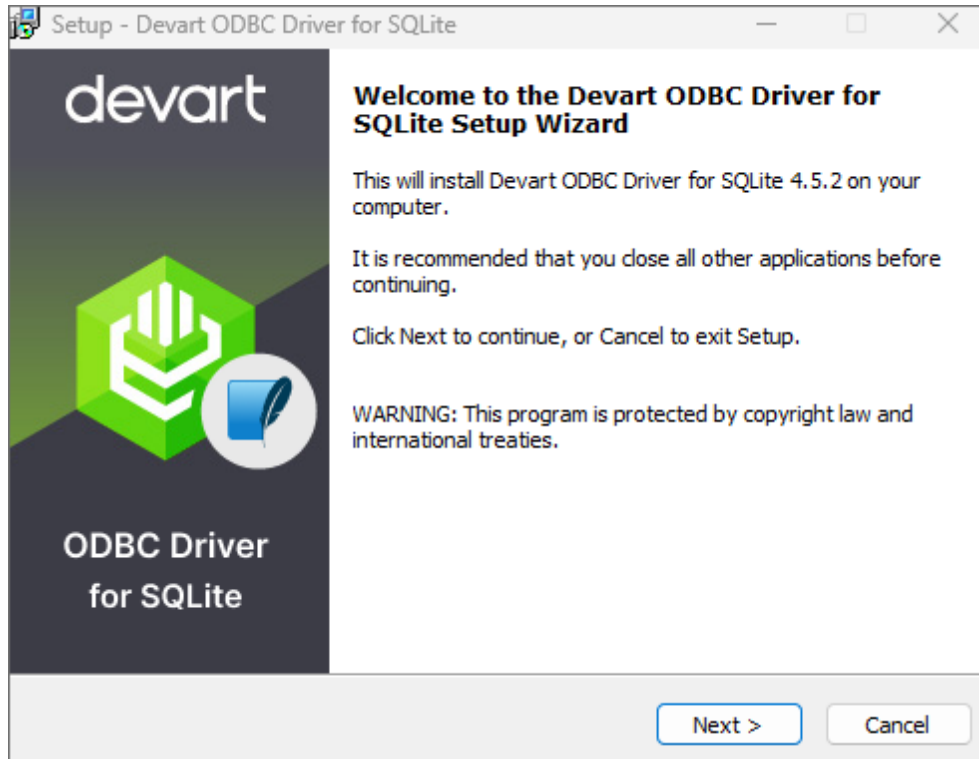 Setup - Devart ODBC Driver for SQLite
devart
Welcome to the Devart ODBC Driver for
SQLite Setup Wizard
This will install Devart ODBC Driver for SQLite 4.5.2 on your
computer.
It is recommended that you close all other applications before
continuing.
Click Next to continue, or Cancel to exit Setup.
WARNING: This program is protected by copyright law and
international treaties.
ODBC Driver
for SQLite
Next >
Cancel